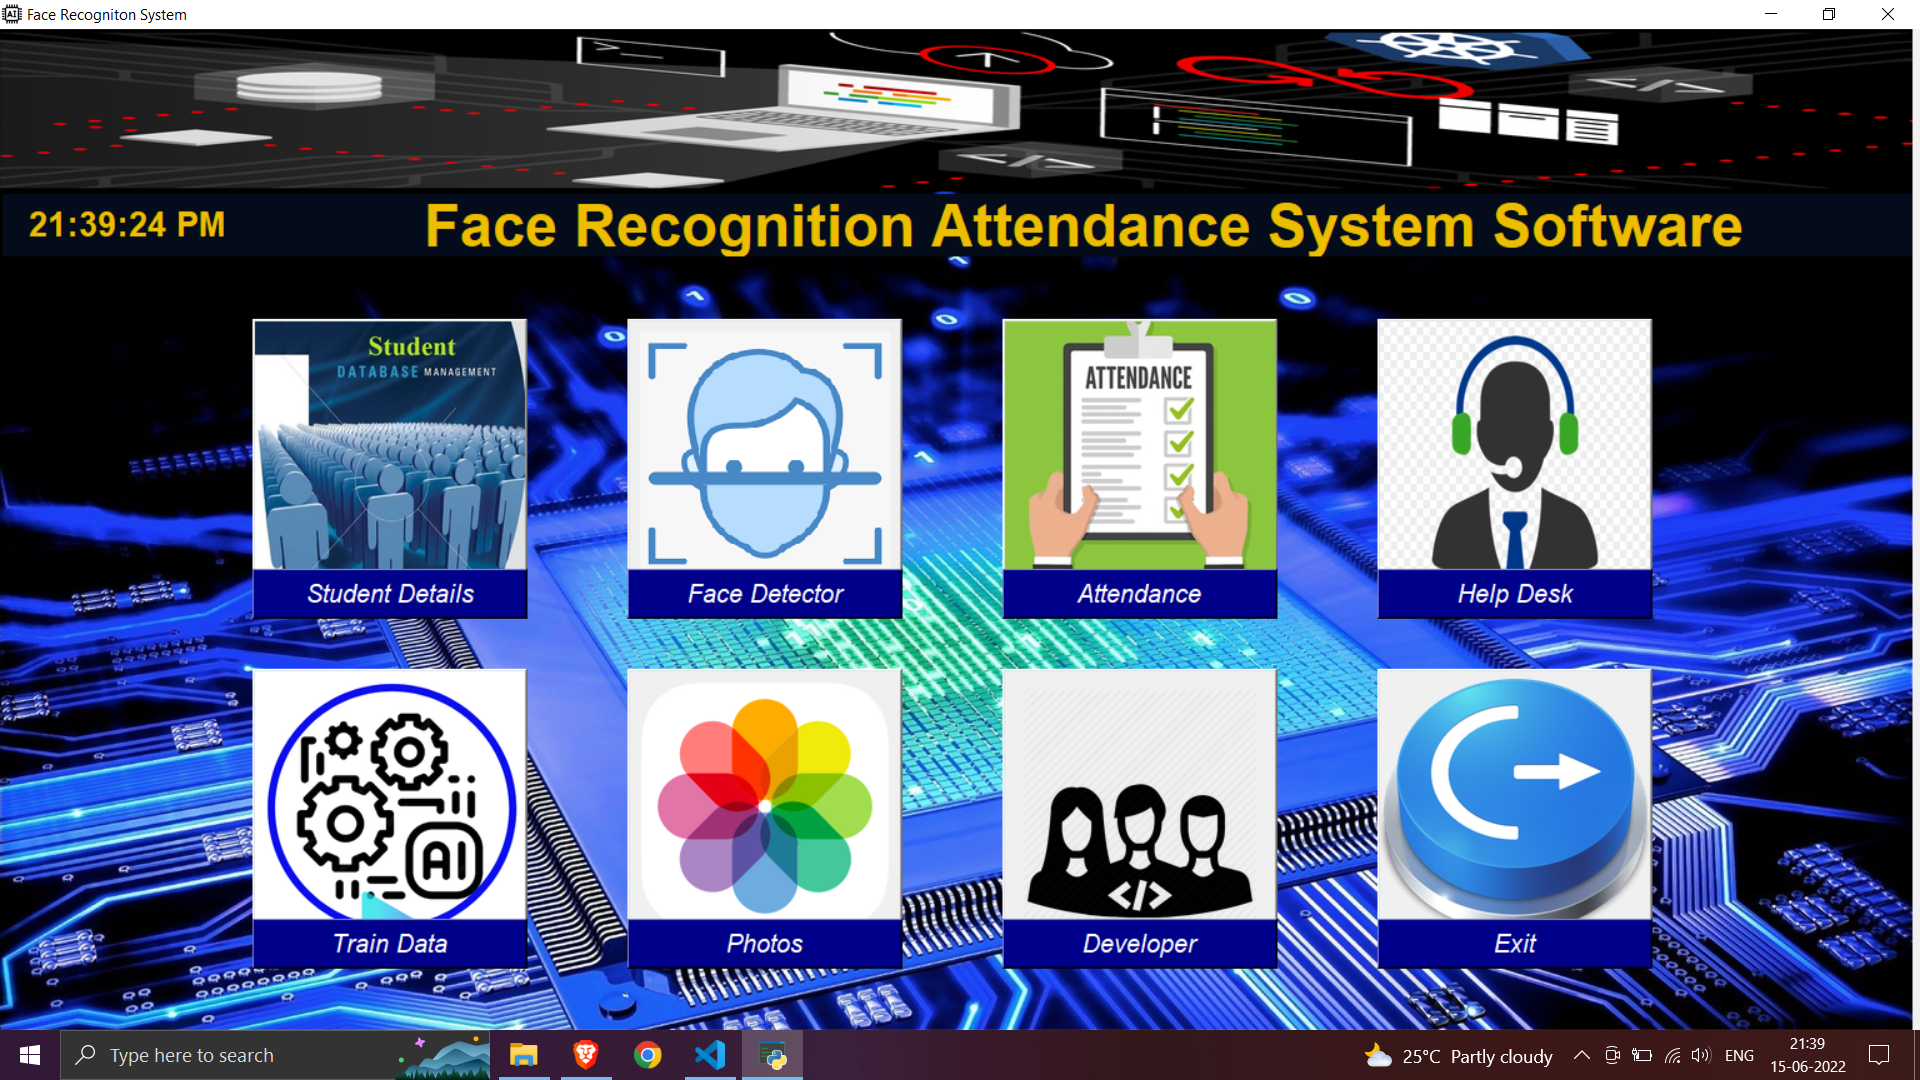 AI Face Recogniton System
21:39:24 PM
Face Recognition Attendance System Software
Student
DATABASE MANAGEMENT
ATTENDANCE
Student Details
Face Detector
Attendance
Help Desk
AI
</>
Train Data
Photos
Developer
Exit
Type here to search
25°C Partly cloudy
ENG
21:39
15-06-2022